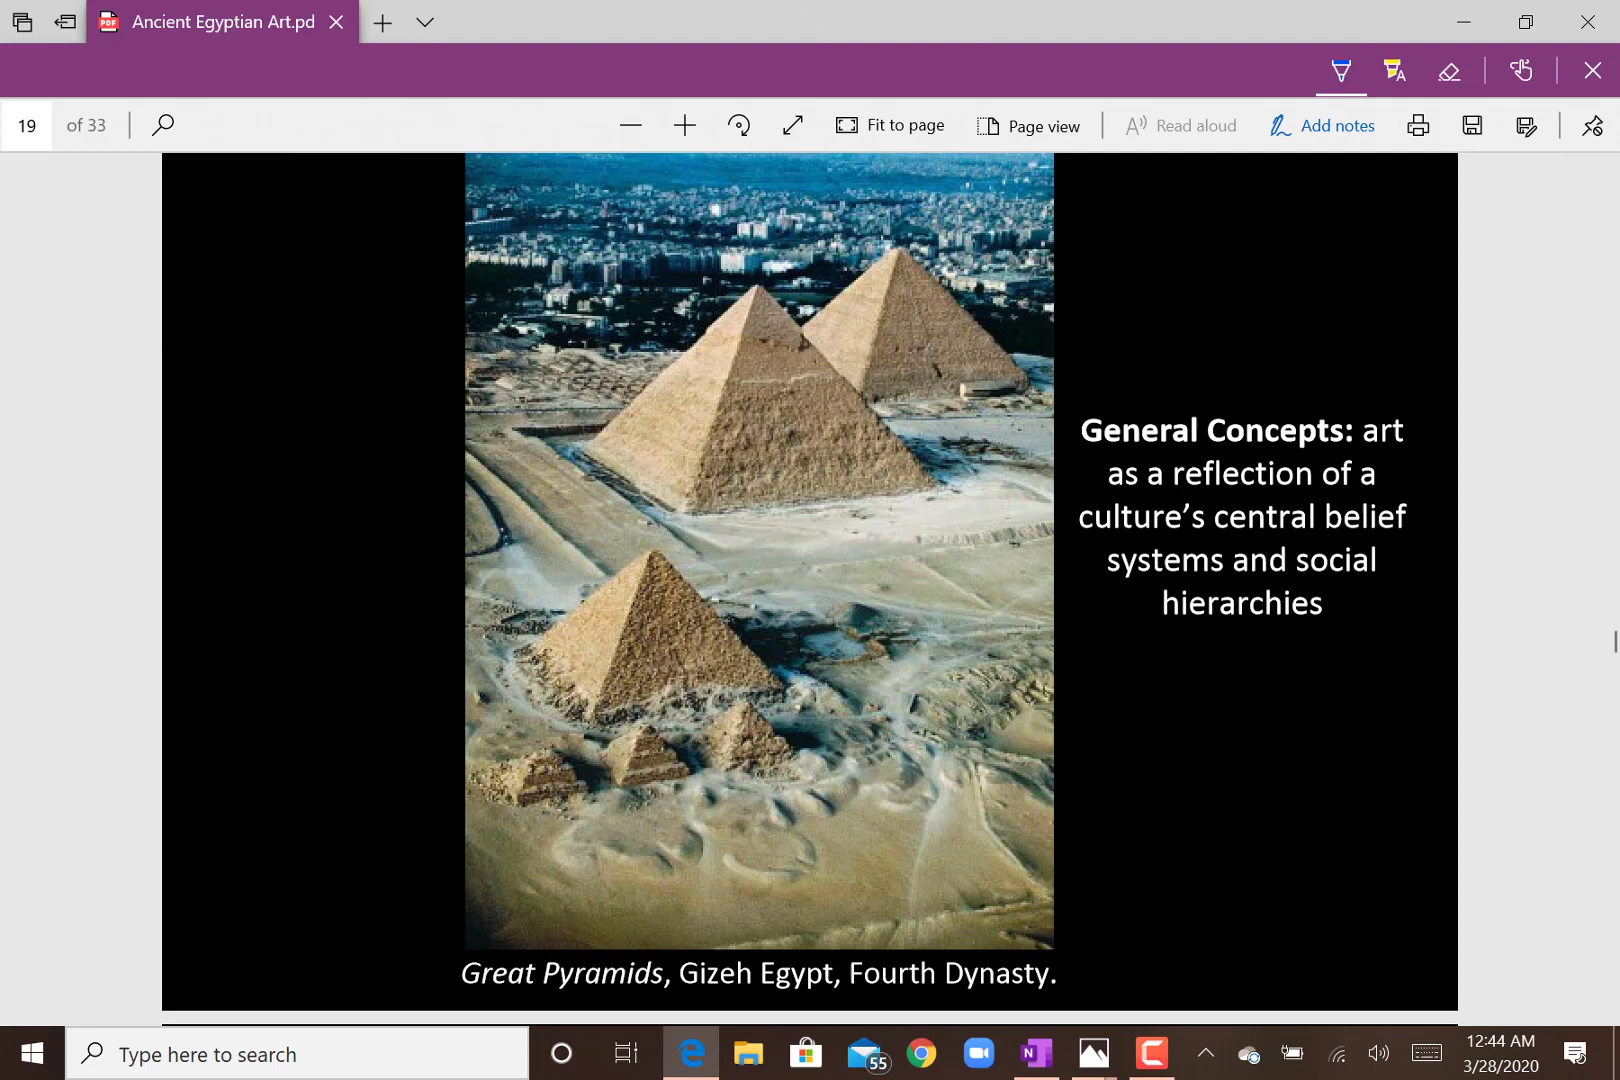 Ancient Egyptian Art.pd
PDF
19 of 33
Fit to page
Page view
Read aloud
Add notes
General Concepts: art
as a reflection of a
culture's central belief
systems and social
hierarchies
Great Pyramids, Gizeh Egypt, Fourth Dynasty.
Type here to search
55
12:44 AM
3/28/2020